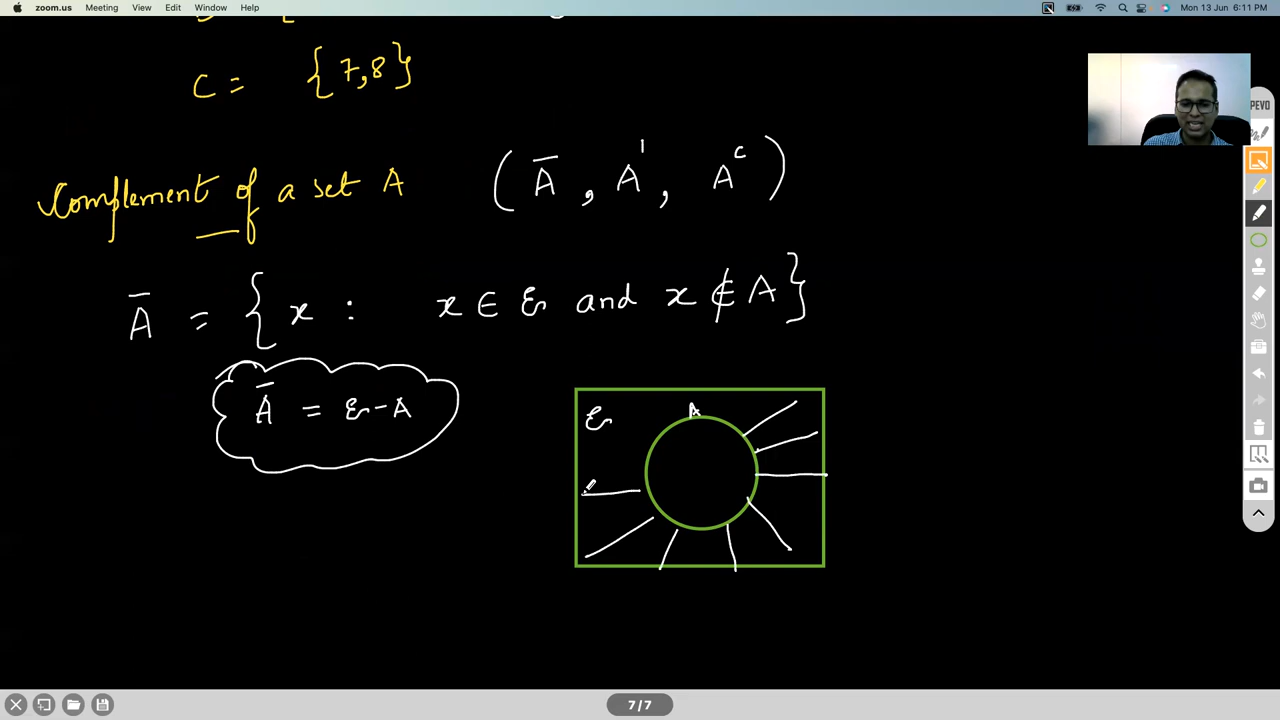 zoom.us Meeting View Edit Window Help Mon 13 Jun 6:11 PM
C = {7,8}
IPEVO
Complement of a set A (Ā, A', Aᶜ)
Ā = {x : x ∈ ℰ and x ∉ A}
Ā = ℰ - A
A
ℰ
7/7